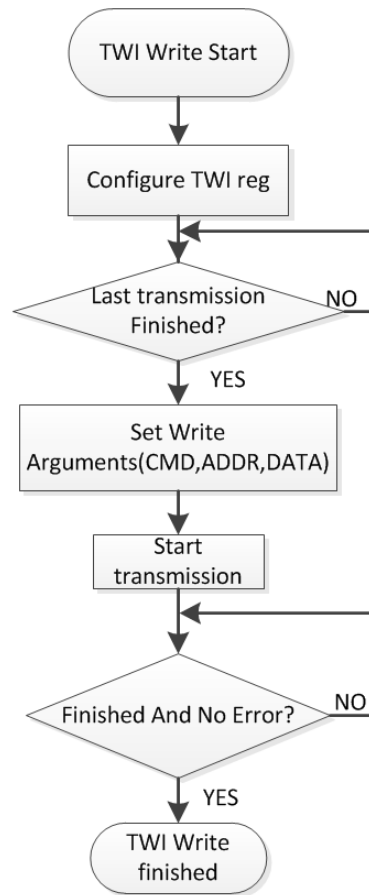 TWI Write Start
Configure TWI reg
Last transmission
Finished?
NO
YES
Set Write
Arguments(CMD,ADDR,DATA)
Start
transmission
Finished And No Error?
NO
YES
TWI Write
finished